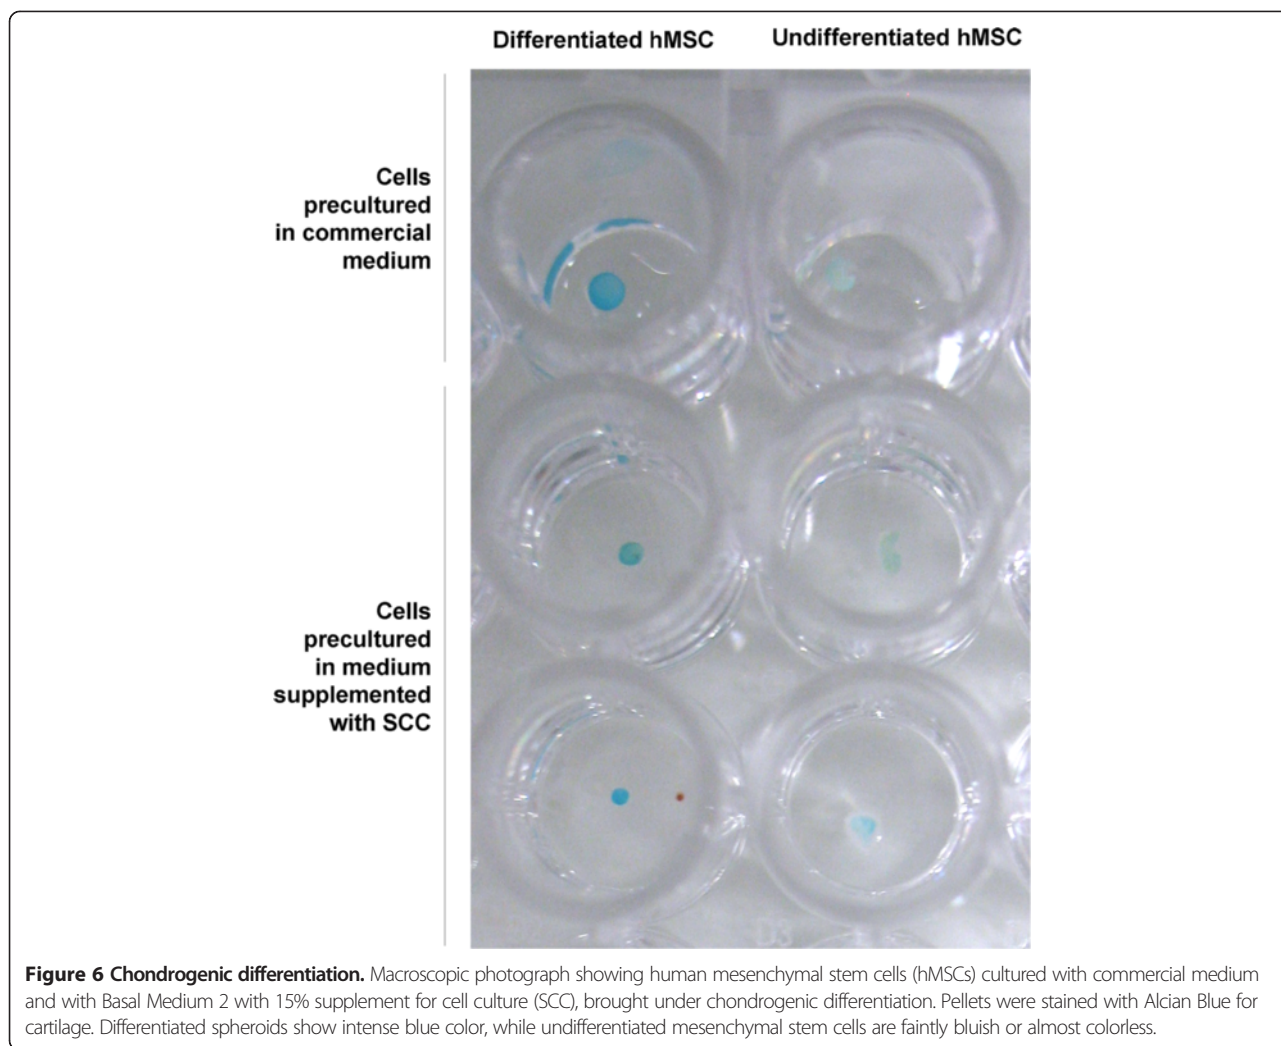 Differentiated hMSC
Undifferentiated hMSC
Cells
precultured
in commercial
medium
Cells
precultured
in medium
supplemented
with SCC
D3
Figure 6 Chondrogenic differentiation. Macroscopic photograph showing human mesenchymal stem cells (hMSCs) cultured with commercial medium
and with Basal Medium 2 with 15% supplement for cell culture (SCC), brought under chondrogenic differentiation. Pellets were stained with Alcian Blue for
cartilage. Differentiated spheroids show intense blue color, while undifferentiated mesenchymal stem cells are faintly bluish or almost colorless.